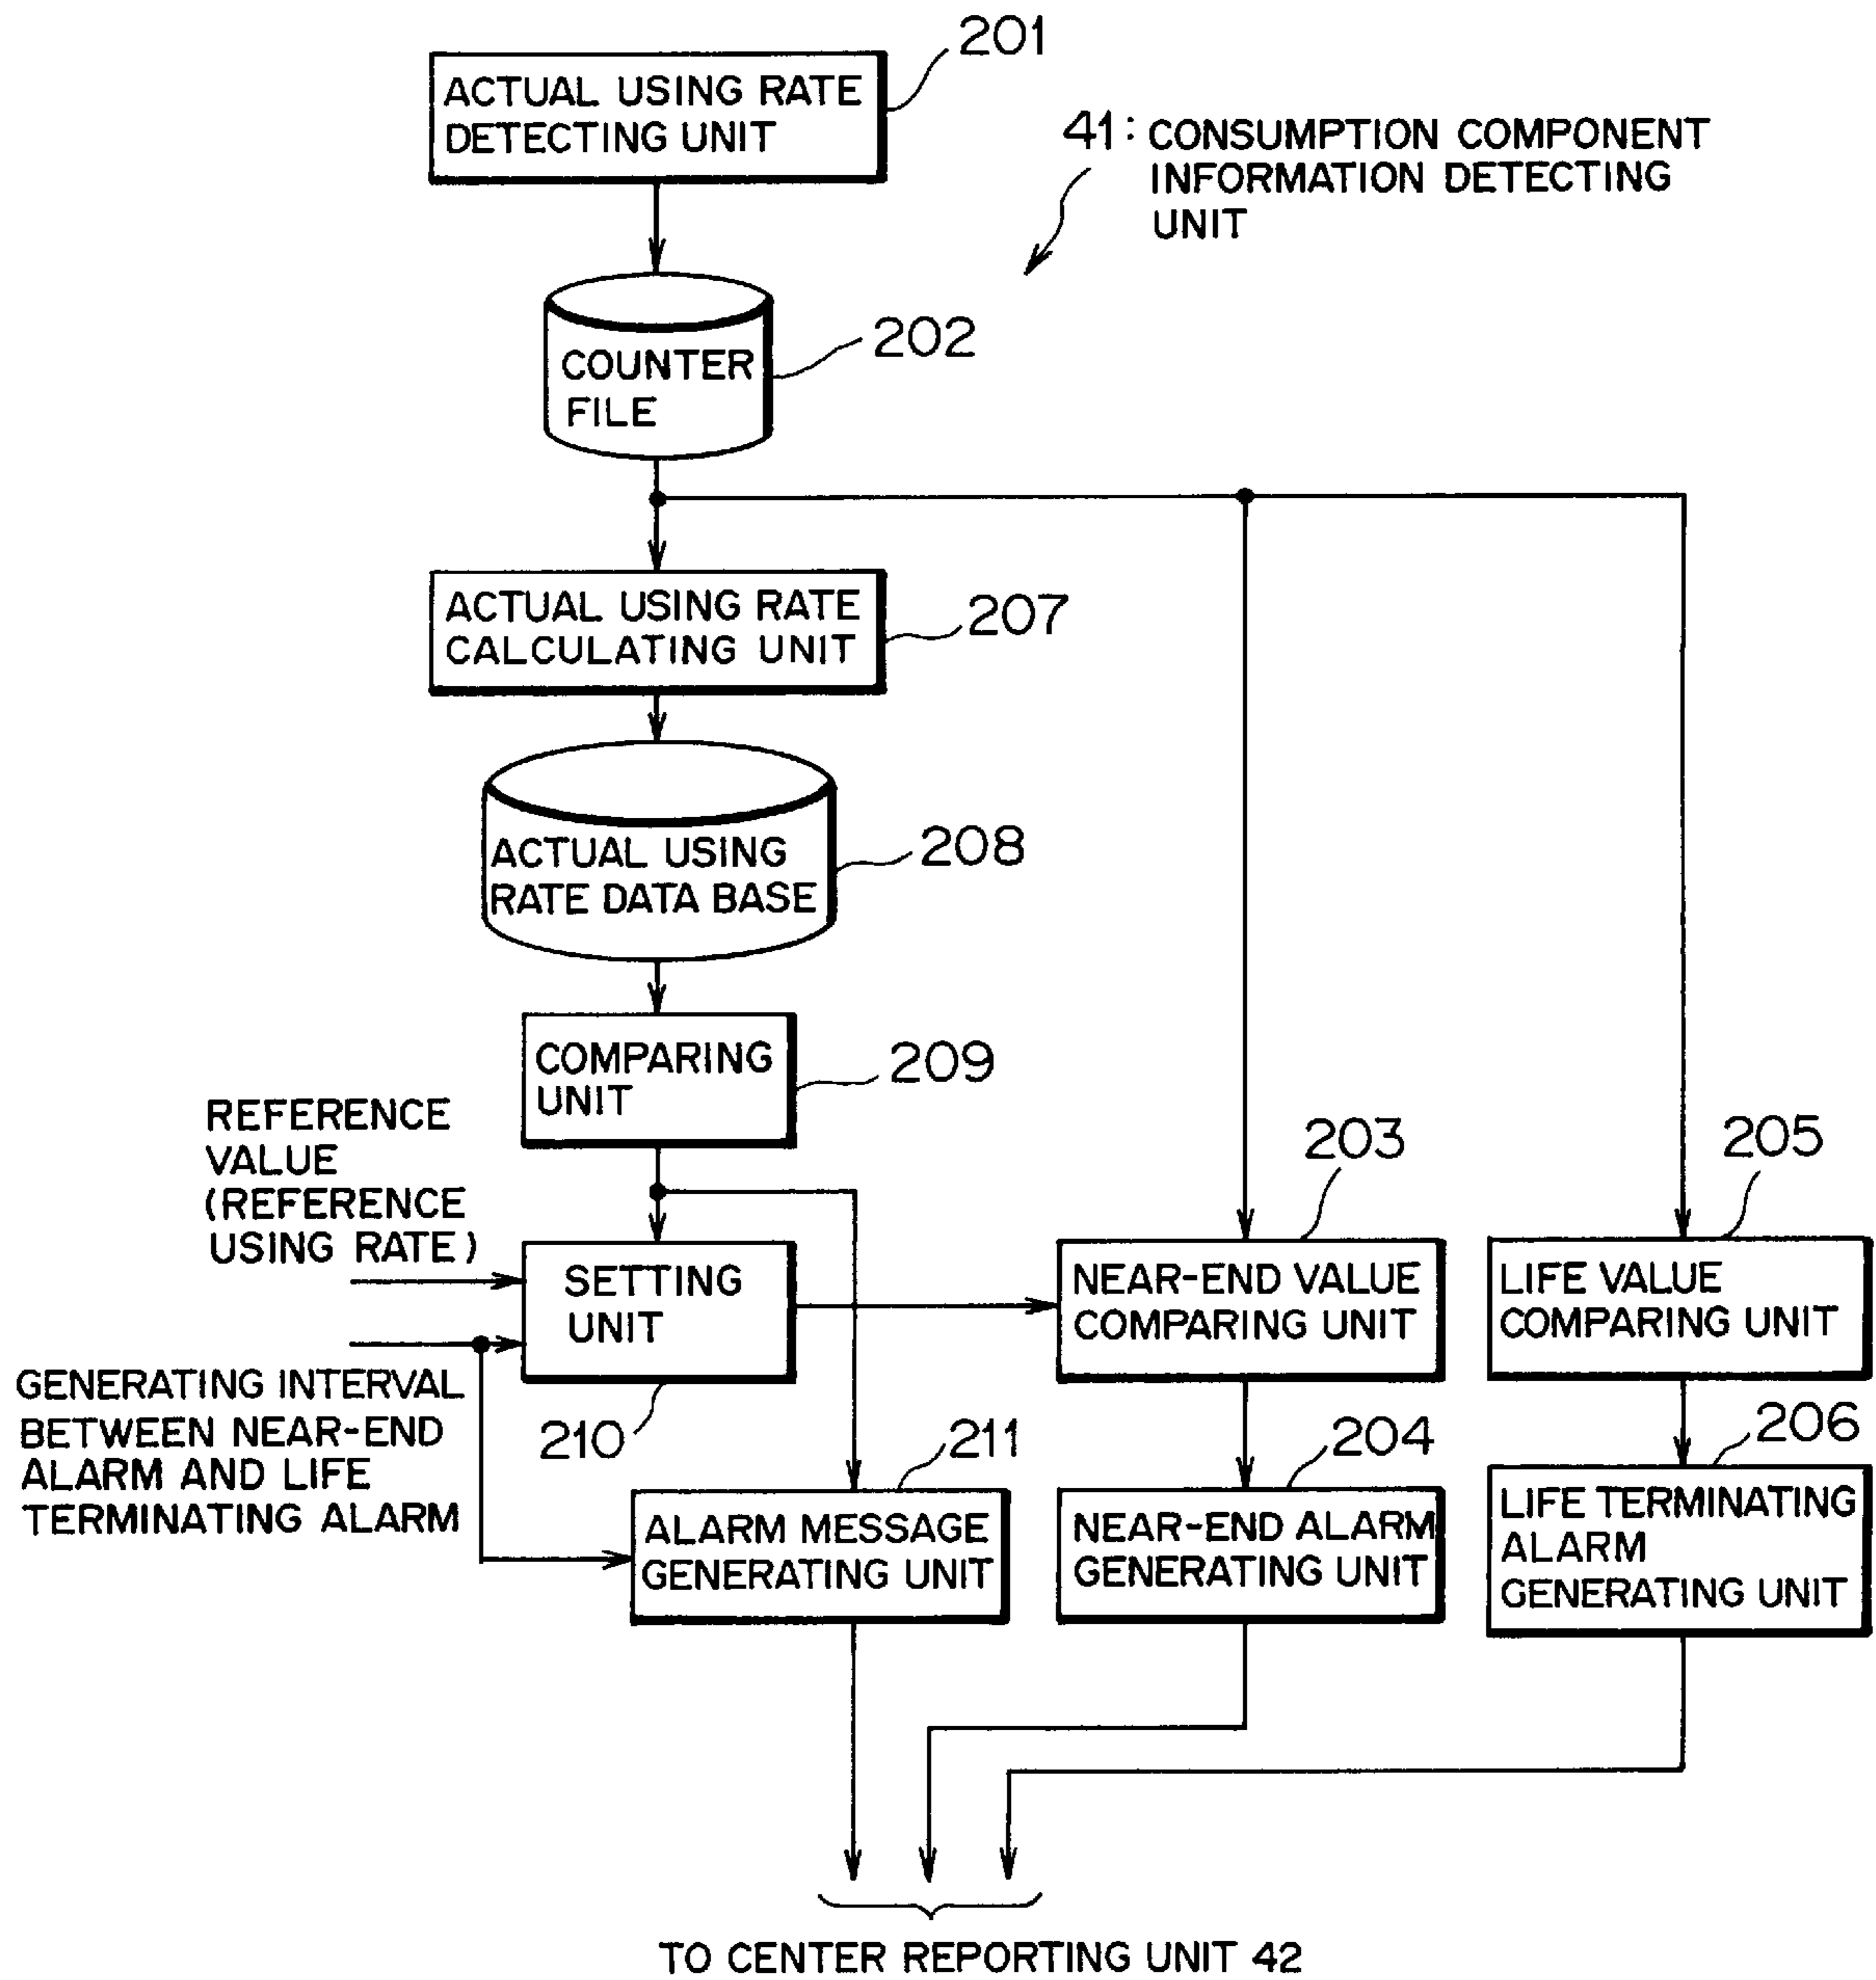 201
ACTUAL USING RATE
DETECTING UNIT
41: CONSUMPTION COMPONENT
INFORMATION DETECTING
UNIT
202
COUNTER
FILE
ACTUAL USING RATE
CALCULATING UNIT
207
ACTUAL USING
RATE DATA BASE
208
COMPARING
UNIT
209
REFERENCE
VALUE
(REFERENCE
USING RATE)
203
205
SETTING
UNIT
NEAR-END VALUE
COMPARING UNIT
LIFE VALUE
COMPARING UNIT
GENERATING INTERVAL
BETWEEN NEAR-END
ALARM AND LIFE
TERMINATING ALARM
210
211
204
206
ALARM MESSAGE
GENERATING UNIT
NEAR-END ALARM
GENERATING UNIT
LIFE TERMINATING
ALARM
GENERATING UNIT
TO CENTER REPORTING UNIT 42